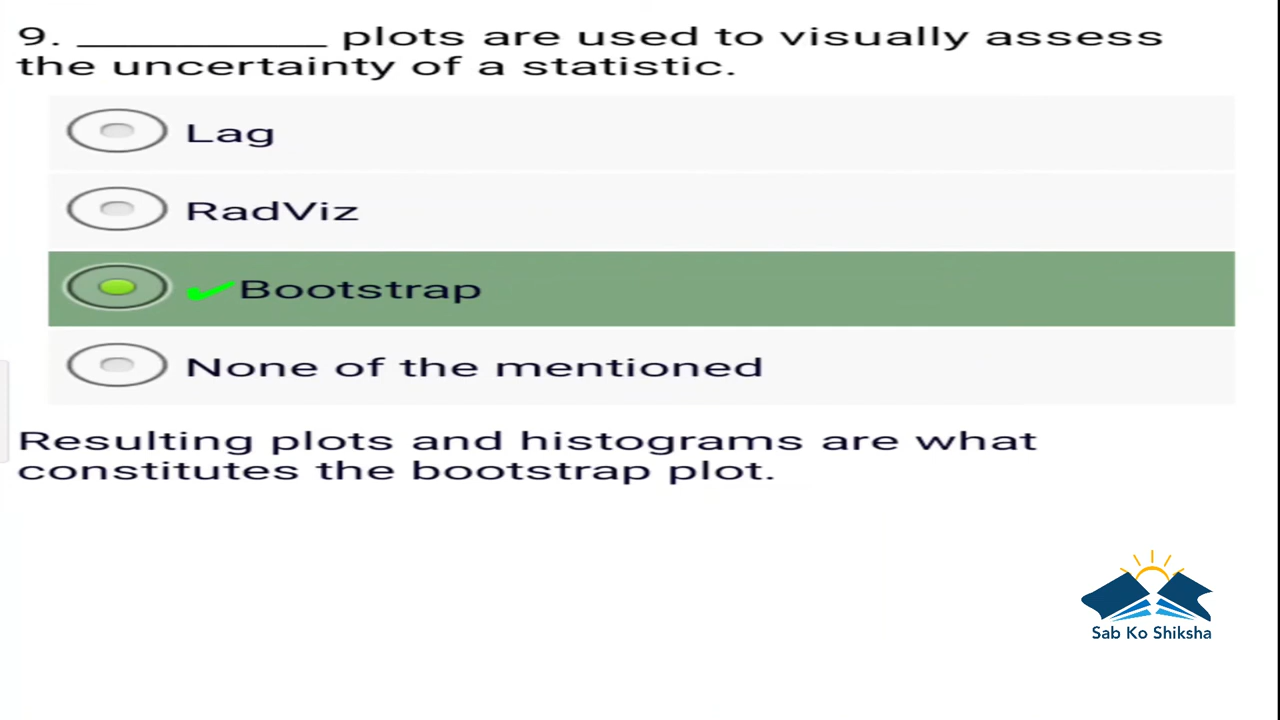 9. __________ plots are used to visually assess
the uncertainty of a statistic.
Lag
RadViz
✔Bootstrap
None of the mentioned
Resulting plots and histograms are what
constitutes the bootstrap plot.
Sab Ko Shiksha